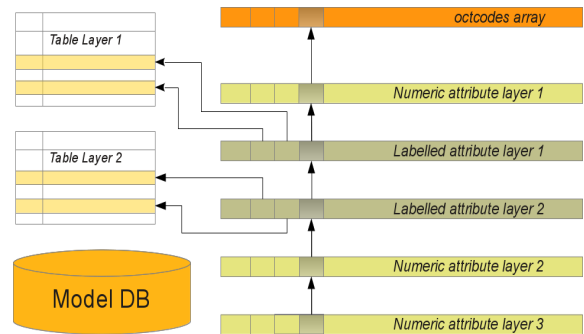 octcodes array
Table Layer 1
Numeric attribute layer 1
Labelled attribute layer 1
Table Layer 2
Labelled attribute layer 2
Numeric attribute layer 2
Model DB
Numeric attribute layer 3